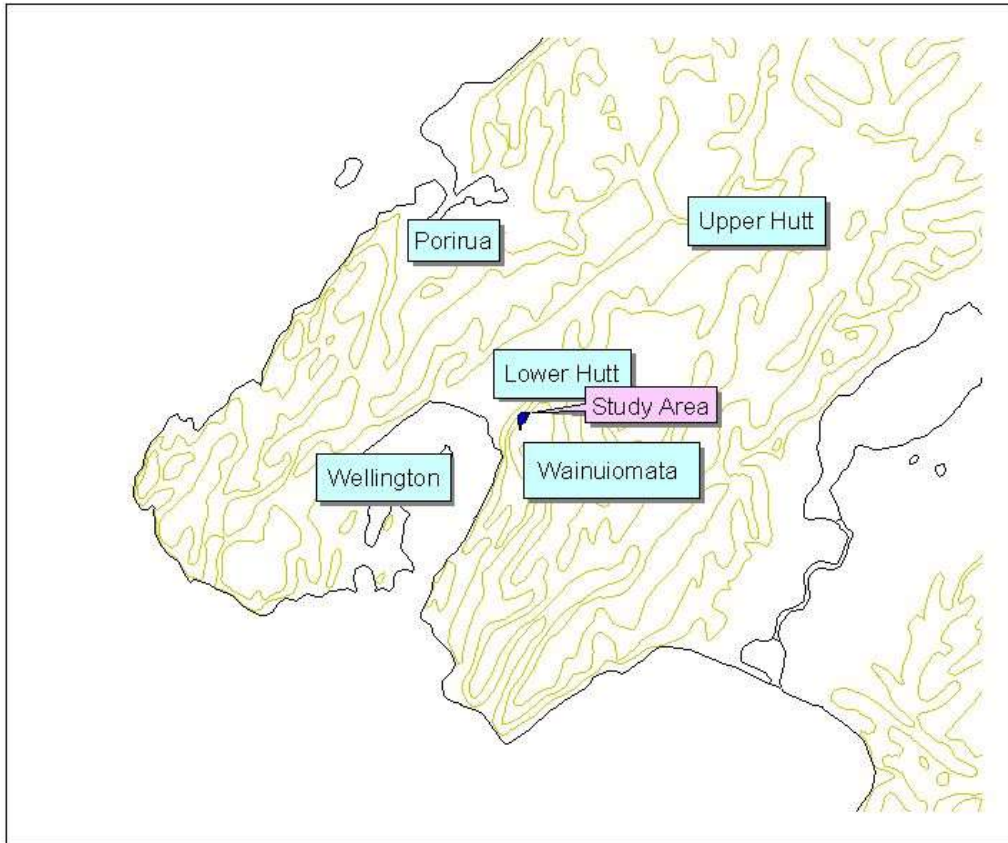 Upper Hutt
Porirua
Lower Hutt
Study Area
Wainuiomata
Wellington